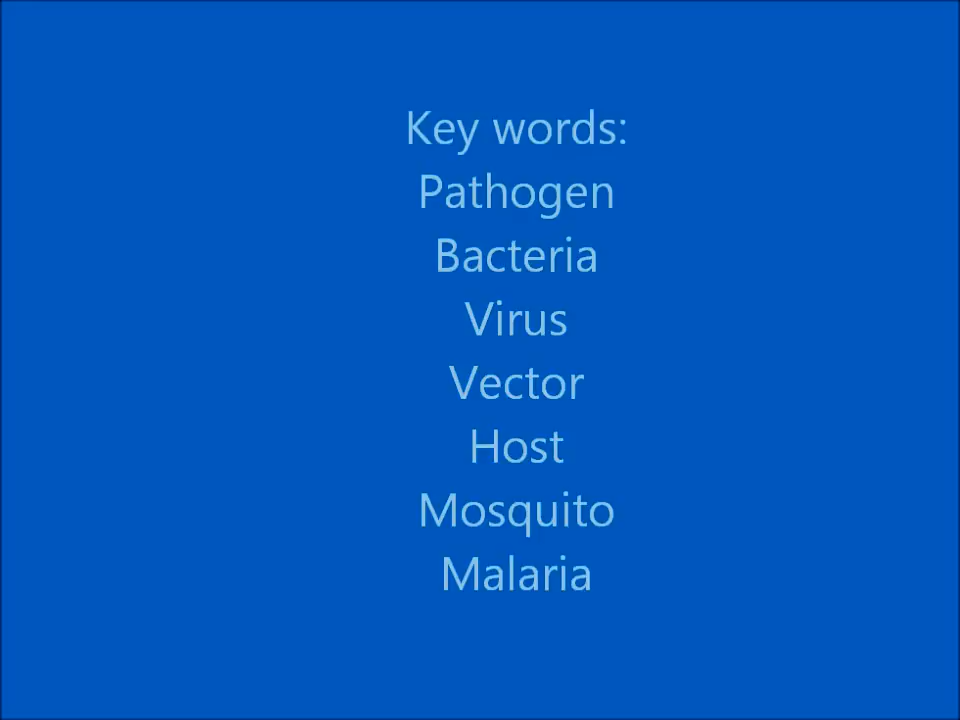 Key words:
Pathogen
Bacteria
Virus
Vector
Host
Mosquito
Malaria